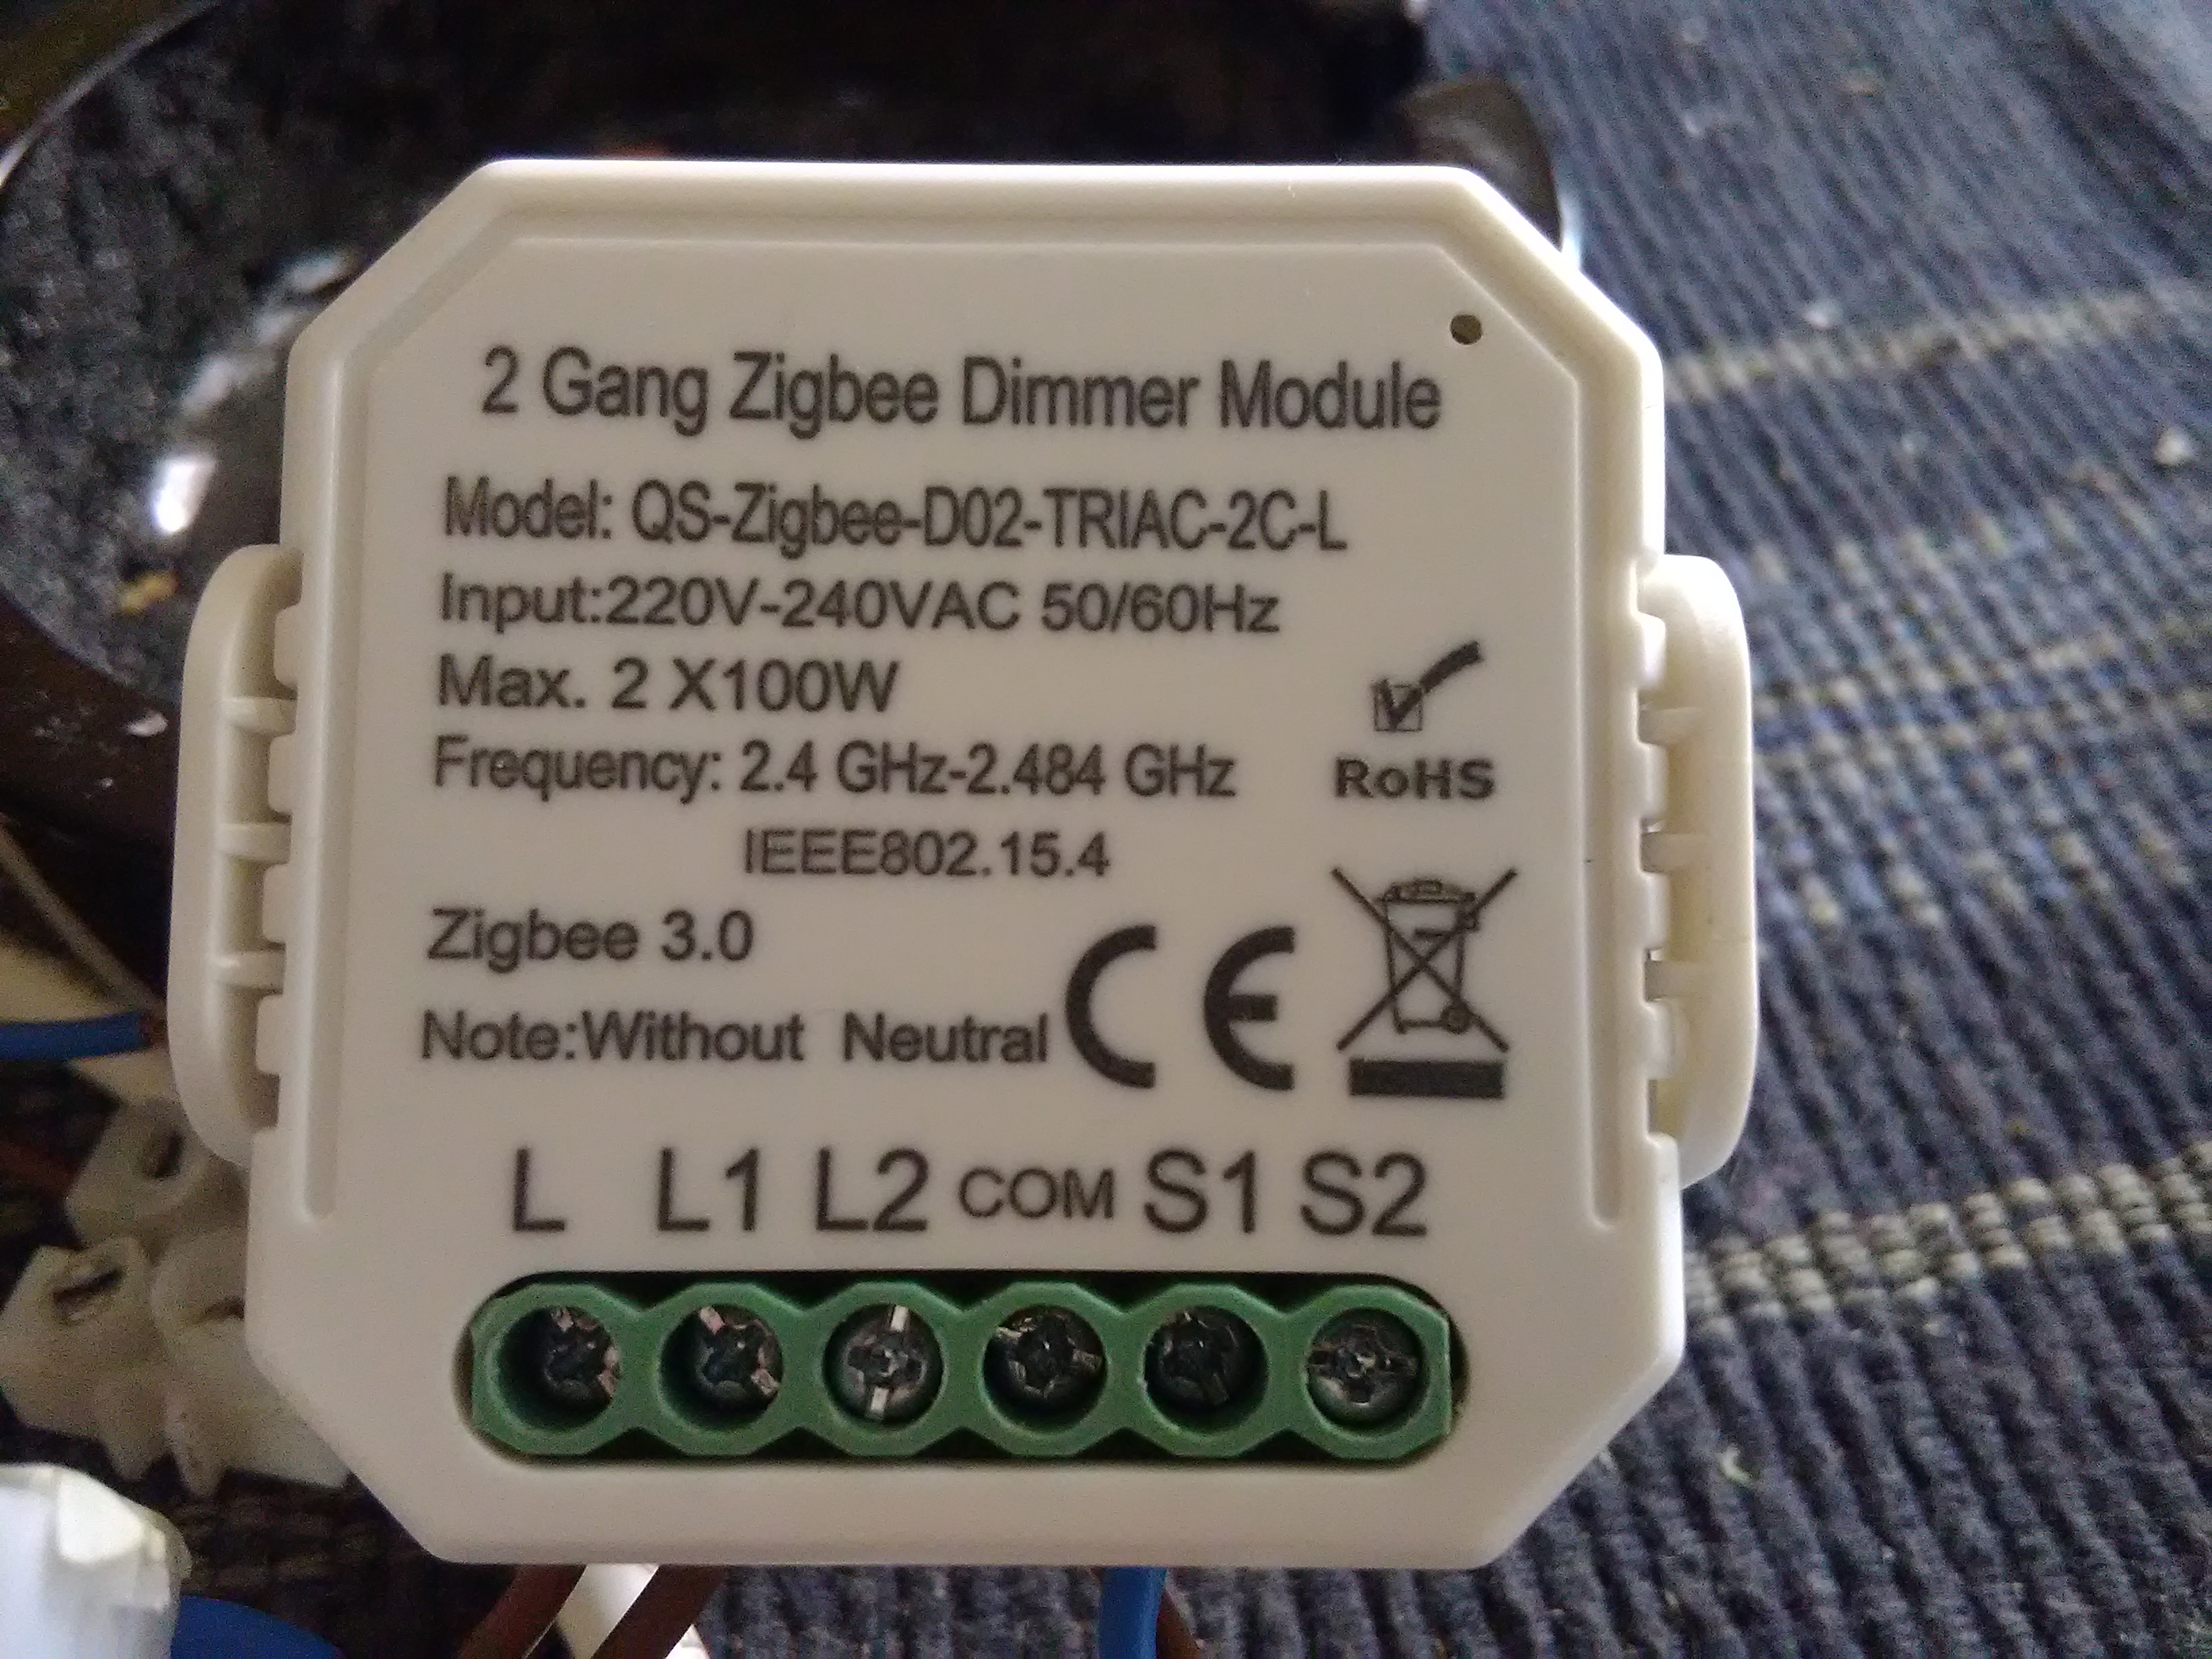 2 Gang Zigbee Dimmer Module
Model: QS-Zigbee-D02-TRIAC-2C-L
Input:220V-240VAC 50/60Hz
Max. 2 X100W
Frequency: 2.4 GHz-2.484 GHz
IEEE802.15.4
RoHS
Zigbee 3.0
Note:Without Neutral
CE
L L1 L2 COM S1 S2